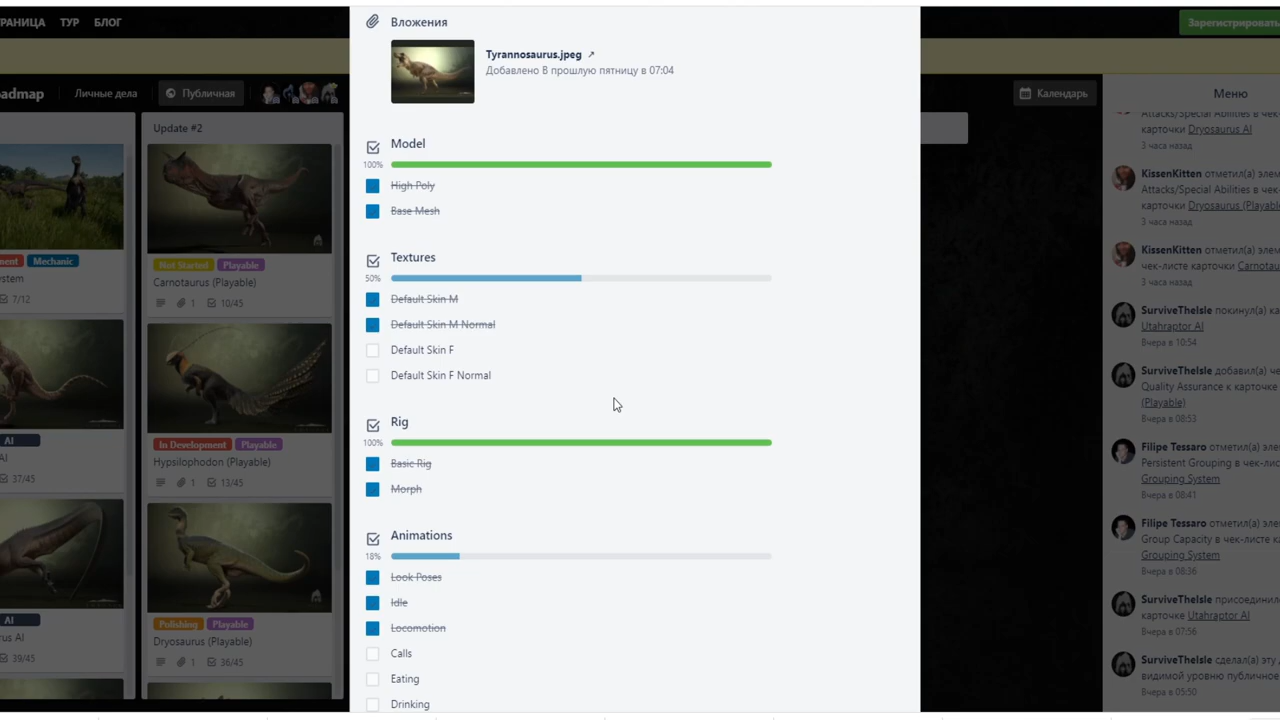 РАНИЦА ТУР БЛОГ
Зарегистрировать
admap Личные дела Публичная
Календарь
Меню
ment Mechanic
stem
7/12
AI
AI
37/45
AI
rus AI
39/45
Update #2
Not Started Playable
Carnotaurus (Playable)
1 10/45
In Development Playable
Hypsilophodon (Playable)
1 13/45
Polishing Playable
Dryosaurus (Playable)
1 36/45
Вложения
Tyrannosaurus.jpeg ↗
Добавлено В прошлую пятницу в 07:04
Model
100%
High Poly
Base Mesh
Textures
50%
Default Skin M
Default Skin M Normal
Default Skin F
Default Skin F Normal
Rig
100%
Basic Rig
Morph
Animations
18%
Look Poses
Idle
Locomotion
Calls
Eating
Drinking
Attacks/Special Abilities в чек-
карточки Dryosaurus AI
3 часа назад
KissenKitten отметил(а) элем
Attacks/Special Abilities в чек-
карточки Dryosaurus (Playable
3 часа назад
KissenKitten отметил(а) элем
чек-листе карточки Carnotau
3 часа назад
SurviveTheIsle покинул(а) ка
Utahraptor AI
Вчера в 10:54
SurviveTheIsle добавил(а) че
Quality Assurance к карточке
(Playable)
Вчера в 08:53
Filipe Tessaro отметил(а) эле
Persistent Grouping в чек-листе к
Grouping System
Вчера в 08:41
Filipe Tessaro отметил(а) эле
Group Capacity в чек-листе ка
Grouping System
Вчера в 08:36
SurviveTheIsle присоединил
карточке Utahraptor AI
Вчера в 07:56
SurviveTheIsle сделал(а) эту д
видимой уровню публичное
Вчера в 05:50